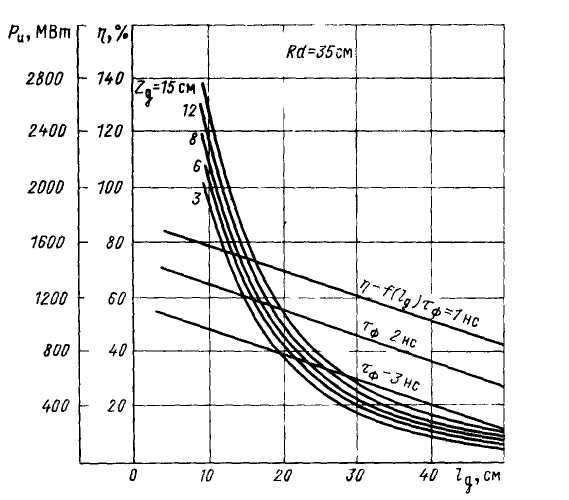 Pи, МВт η, %
Rd=35см
2800 140
Zg=15 см
12
2400 120
8
6
2000 100
3
1600 80
η-f(lg)τф=1нс
1200 60
τф-2нс
800 40
τф-3нс
400 20
0 10 20 30 40 lg, см